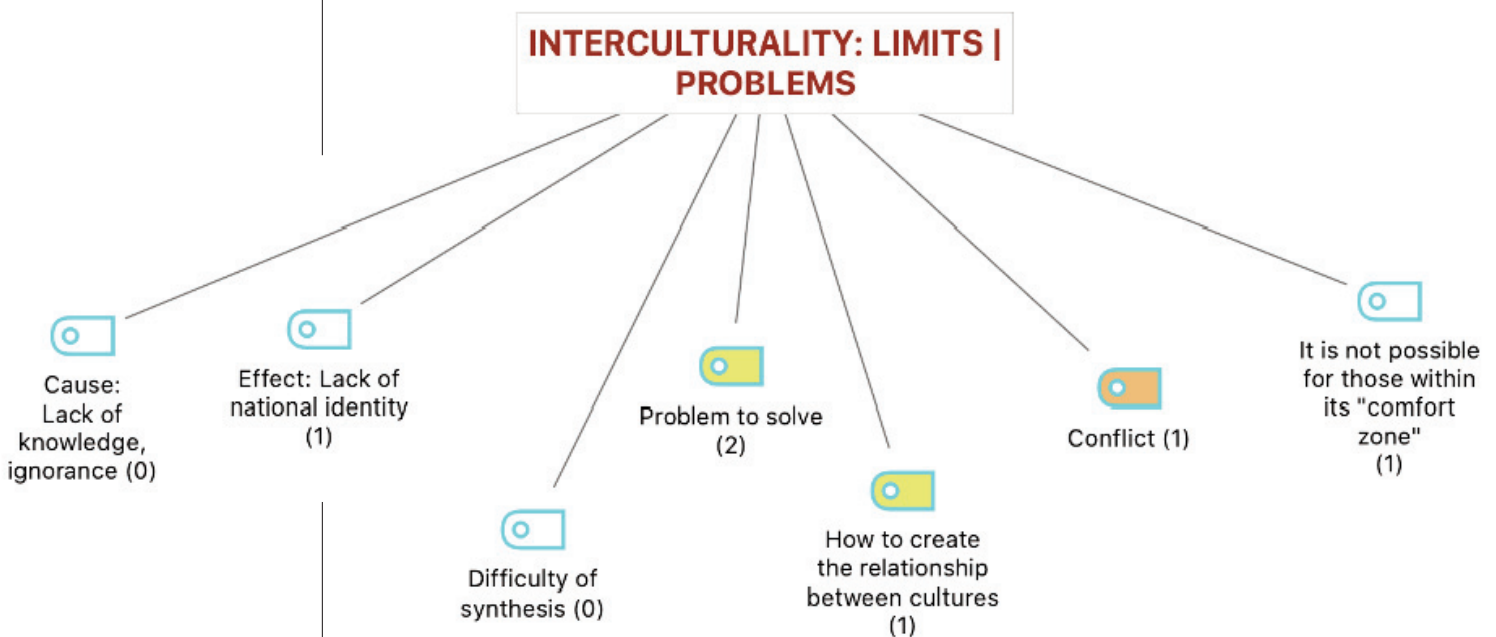 INTERCULTURALITY: LIMITS |
PROBLEMS
Cause:
Lack of
knowledge,
ignorance (0)
Effect: Lack of
national identity
(1)
Difficulty of
synthesis (0)
Problem to solve
(2)
How to create
the relationship
between cultures
(1)
Conflict (1)
It is not possible
for those within
its "comfort
zone"
(1)